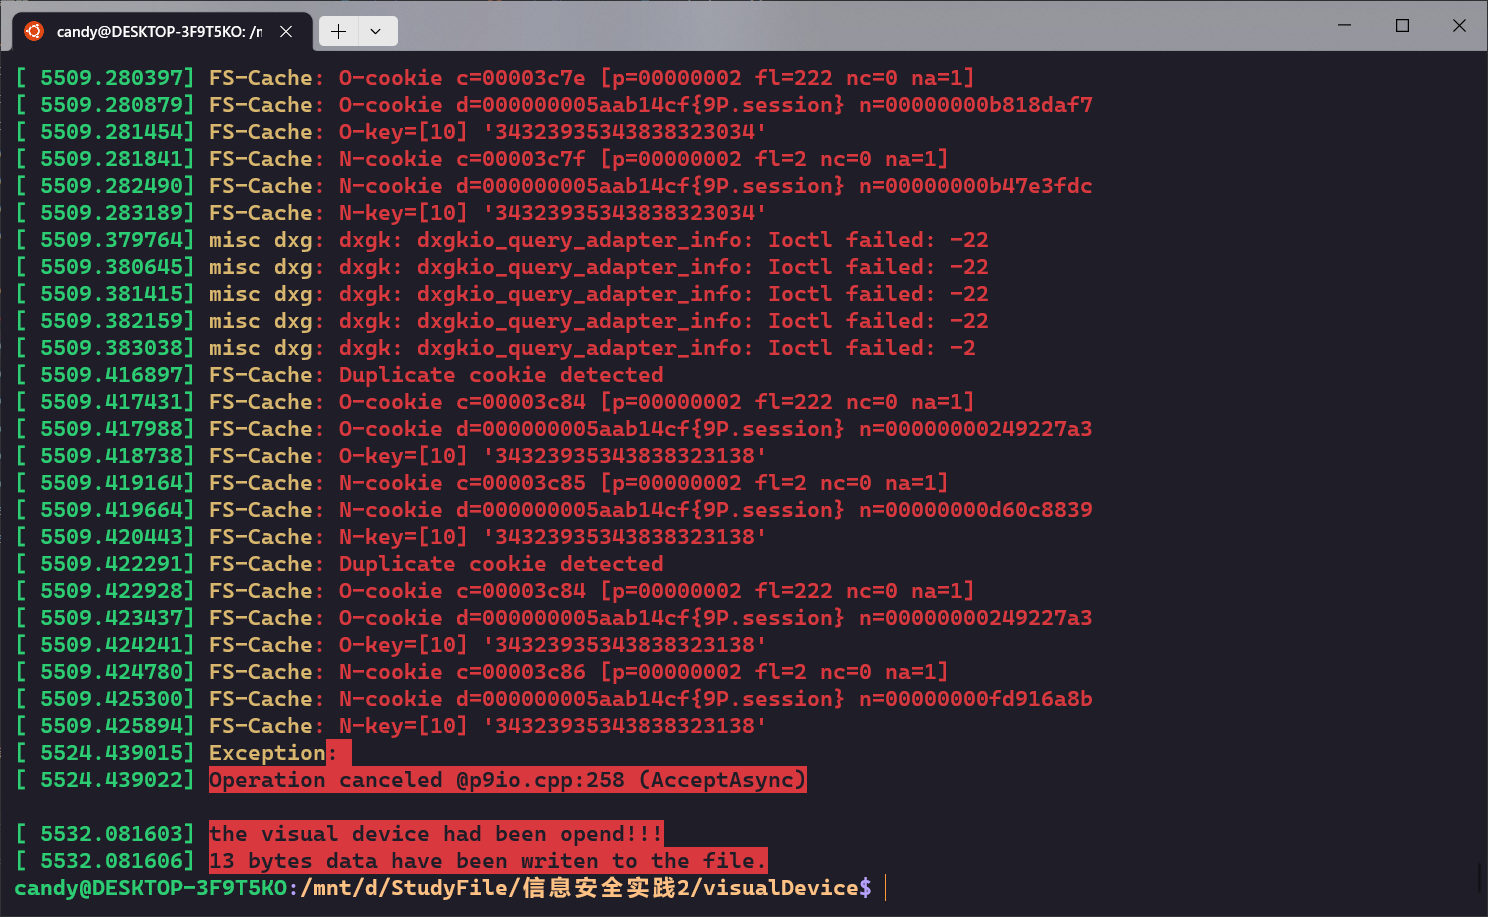 candy@DESKTOP-3F9T5KO: /n
[ 5509.280397] FS-Cache: O-cookie c=00003c7e [p=00000002 fl=222 nc=0 na=1]
[ 5509.280879] FS-Cache: O-cookie d=000000005aab14cf{9P.session} n=00000000b818daf7
[ 5509.281454] FS-Cache: O-key=[10] '34323935343838323034'
[ 5509.281841] FS-Cache: N-cookie c=00003c7f [p=00000002 fl=2 nc=0 na=1]
[ 5509.282490] FS-Cache: N-cookie d=000000005aab14cf{9P.session} n=00000000b47e3fdc
[ 5509.283189] FS-Cache: N-key=[10] '34323935343838323034'
[ 5509.379764] misc dxg: dxgk: dxgkio_query_adapter_info: Ioctl failed: -22
[ 5509.380645] misc dxg: dxgk: dxgkio_query_adapter_info: Ioctl failed: -22
[ 5509.381415] misc dxg: dxgk: dxgkio_query_adapter_info: Ioctl failed: -22
[ 5509.382159] misc dxg: dxgk: dxgkio_query_adapter_info: Ioctl failed: -22
[ 5509.383038] misc dxg: dxgk: dxgkio_query_adapter_info: Ioctl failed: -2
[ 5509.416897] FS-Cache: Duplicate cookie detected
[ 5509.417431] FS-Cache: O-cookie c=00003c84 [p=00000002 fl=222 nc=0 na=1]
[ 5509.417988] FS-Cache: O-cookie d=000000005aab14cf{9P.session} n=00000000249227a3
[ 5509.418738] FS-Cache: O-key=[10] '34323935343838323138'
[ 5509.419164] FS-Cache: N-cookie c=00003c85 [p=00000002 fl=2 nc=0 na=1]
[ 5509.419664] FS-Cache: N-cookie d=000000005aab14cf{9P.session} n=00000000d60c8839
[ 5509.420443] FS-Cache: N-key=[10] '34323935343838323138'
[ 5509.422291] FS-Cache: Duplicate cookie detected
[ 5509.422928] FS-Cache: O-cookie c=00003c84 [p=00000002 fl=222 nc=0 na=1]
[ 5509.423437] FS-Cache: O-cookie d=000000005aab14cf{9P.session} n=00000000249227a3
[ 5509.424241] FS-Cache: O-key=[10] '34323935343838323138'
[ 5509.424780] FS-Cache: N-cookie c=00003c86 [p=00000002 fl=2 nc=0 na=1]
[ 5509.425300] FS-Cache: N-cookie d=000000005aab14cf{9P.session} n=00000000fd916a8b
[ 5509.425894] FS-Cache: N-key=[10] '34323935343838323138'
[ 5524.439015] Exception:
[ 5524.439022] Operation canceled @p9io.cpp:258 (AcceptAsync)
[ 5532.081603] the visual device had been opend!!!
[ 5532.081606] 13 bytes data have been writen to the file.
candy@DESKTOP-3F9T5KO:/mnt/d/StudyFile/信息安全实践2/visualDevice$